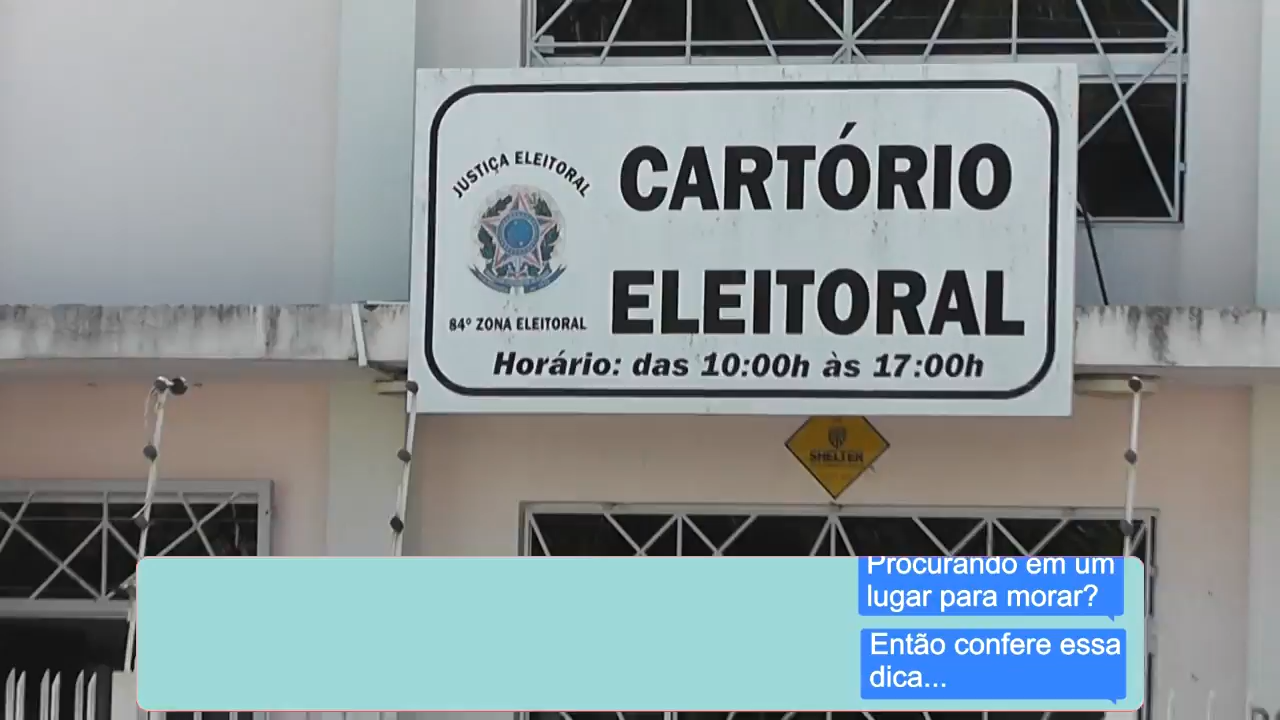 JUSTIÇA ELEITORAL
84º ZONA ELEITORAL
CARTÓRIO
ELEITORAL
Horário: das 10:00h às 17:00h
SHELTER
Procurando em um
lugar para morar?
Então confere essa
dica...